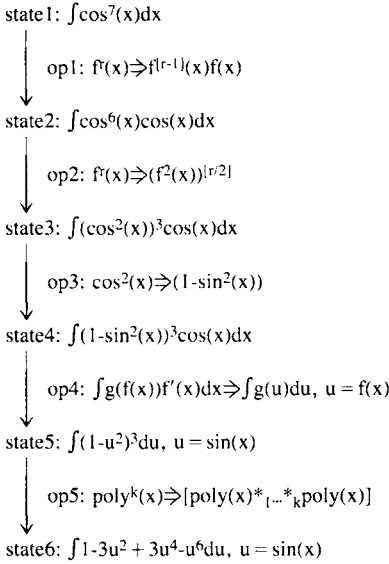 state1: ∫cos⁷(x)dx
op1: fʳ(x)⇒f[r-1](x)f(x)
state2: ∫cos⁶(x)cos(x)dx
op2: fʳ(x)⇒(f²(x))[r/2]
state3: ∫(cos²(x))³cos(x)dx
op3: cos²(x)⇒(1-sin²(x))
state4: ∫(1-sin²(x))³cos(x)dx
op4: ∫g(f(x))f′(x)dx⇒∫g(u)du, u = f(x)
state5: ∫(1-u²)³du, u = sin(x)
op5: polyᵏ(x)⇒[poly(x)*₁...*ₖpoly(x)]
state6: ∫1-3u² + 3u⁴-u⁶du, u = sin(x)